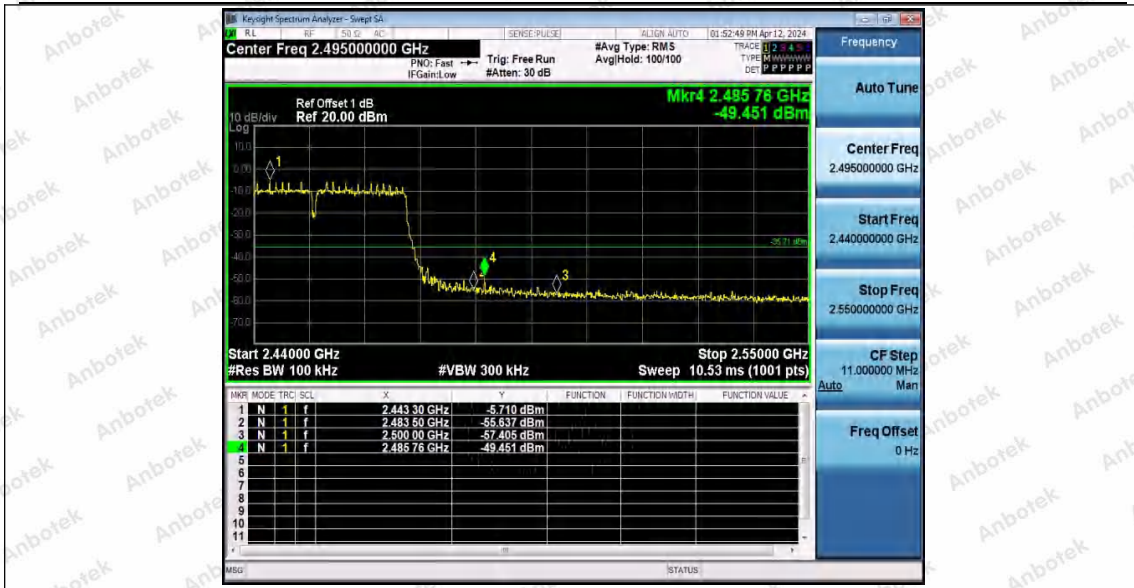 Keysight Spectrum Analyzer - Swept SA
RL RF 50 Ω AC SENSE:PULSE ALIGN AUTO 01:52:49 PM Apr 12, 2024
Center Freq 2.495000000 GHz
PNO: Fast
IFGain:Low
Trig: Free Run
#Atten: 30 dB
#Avg Type: RMS
Avg|Hold: 100/100
TRACE 1 2 3 4 5 6
TYPE M W W W W W
DET P P P P P P
Mkr4 2.485 76 GHz
-49.451 dBm
Ref Offset 1 dB
10 dB/div Ref 20.00 dBm
Log
10.0
0.00
-10.0
-20.0
-30.0
-40.0
-50.0
-60.0
-70.0
1
2
4
3
-35.71 dBm
Start 2.44000 GHz Stop 2.55000 GHz
#Res BW 100 kHz #VBW 300 kHz Sweep 10.53 ms (1001 pts)
MKR MODE TRC SCL X Y FUNCTION FUNCTION WIDTH FUNCTION VALUE
1 N 1 f 2.443 30 GHz -5.710 dBm
2 N 1 f 2.483 50 GHz -55.637 dBm
3 N 1 f 2.500 00 GHz -57.405 dBm
4 N 1 f 2.485 76 GHz -49.451 dBm
5
6
7
8
9
10
11
MSG STATUS
Frequency
Auto Tune
Center Freq
2.495000000 GHz
Start Freq
2.440000000 GHz
Stop Freq
2.550000000 GHz
CF Step
11.000000 MHz
Auto Man
Freq Offset
0 Hz
Anbotek